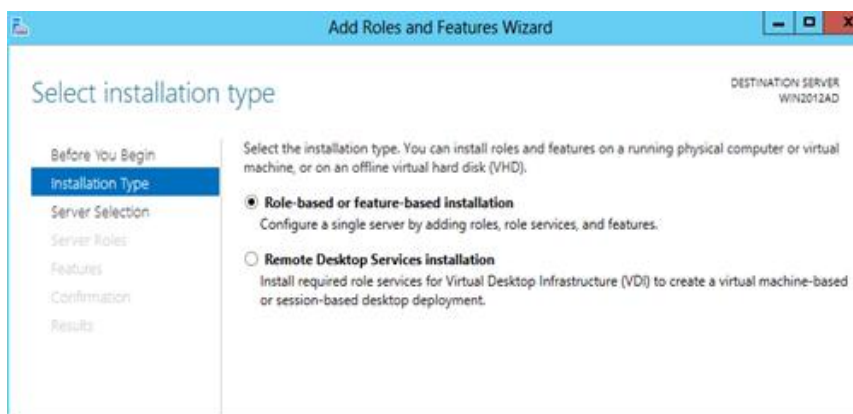 Add Roles and Features Wizard
Select installation type
DESTINATION SERVER
WIN2012AD
Before You Begin
Installation Type
Server Selection
Server Roles
Features
Confirmation
Results
Select the installation type. You can install roles and features on a running physical computer or virtual
machine, or on an offline virtual hard disk (VHD).
Role-based or feature-based installation
Configure a single server by adding roles, role services, and features.
Remote Desktop Services installation
Install required role services for Virtual Desktop Infrastructure (VDI) to create a virtual machine-based
or session-based desktop deployment.